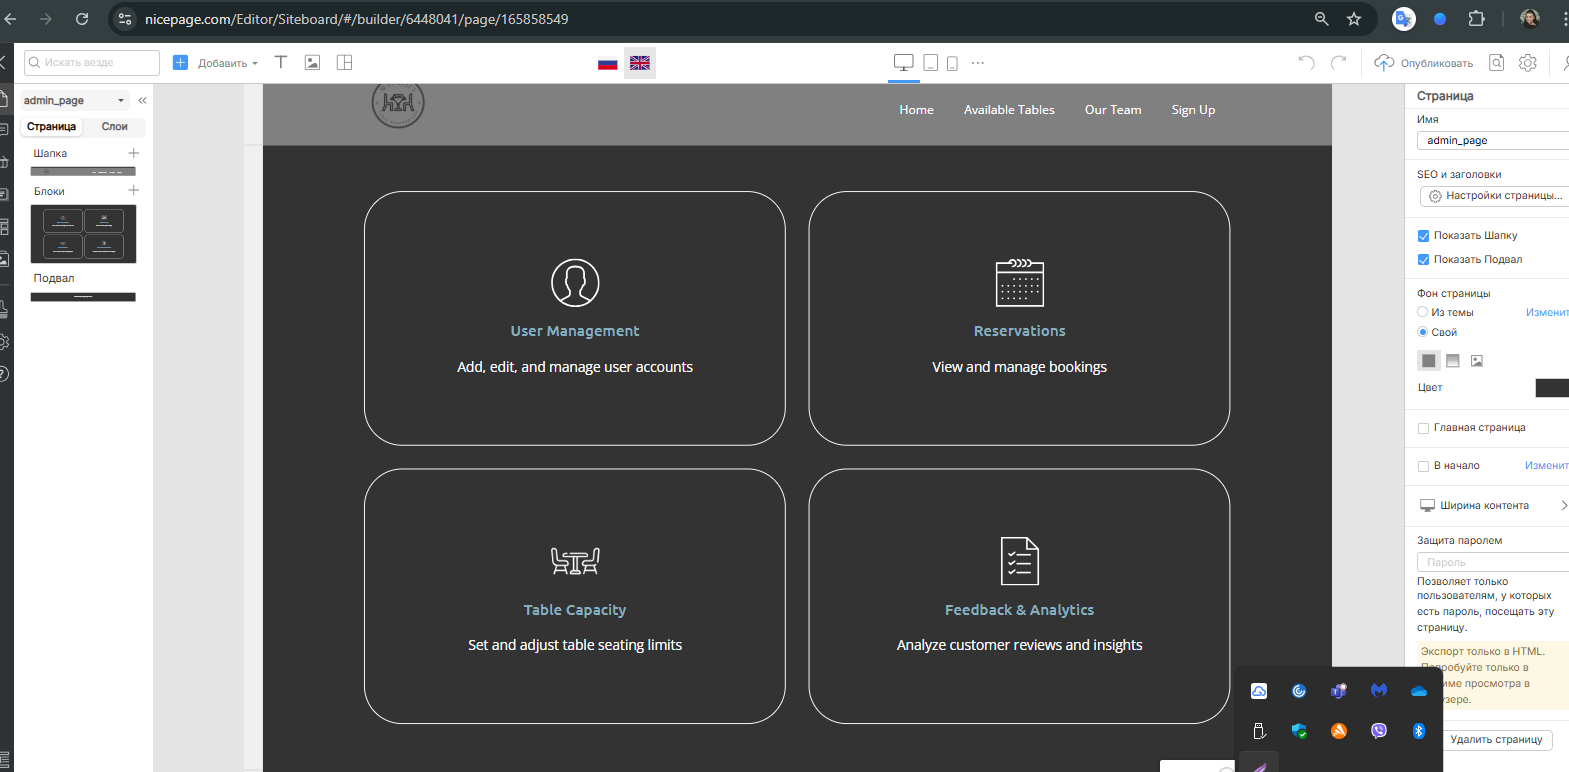 nicepage.com/Editor/Siteboard/#/builder/6448041/page/165858549
Искать везде
Добавить
Опубликовать
admin_page
Страница
Слои
Шапка
Блоки
Подвал
Home
Available Tables
Our Team
Sign Up
User Management
Add, edit, and manage user accounts
Reservations
View and manage bookings
Table Capacity
Set and adjust table seating limits
Feedback & Analytics
Analyze customer reviews and insights
Страница
Имя
admin_page
SEO и заголовки
Настройки страницы...
Показать Шапку
Показать Подвал
Фон страницы
Из темы
Изменит
Свой
Цвет
Главная страница
В начало
Изменит
Ширина контента
Защита паролем
Пароль
Позволяет только
пользователям, у которых
есть пароль, посещать эту
страницу.
Экспорт только в HTML.
Попробуйте только в
име просмотра в
узере.
Удалить страницу